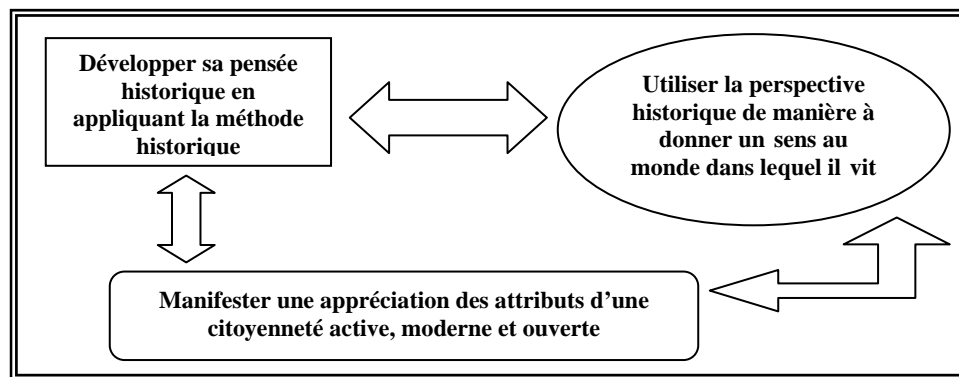 Développer sa pensée
historique en
appliquant la méthode
historique
Utiliser la perspective
historique de manière à
donner un sens au
monde dans lequel il vit
Manifester une appréciation des attributs d’une
citoyenneté active, moderne et ouverte